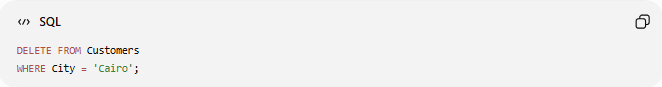 SQL
DELETE FROM Customers
WHERE City = 'Cairo';